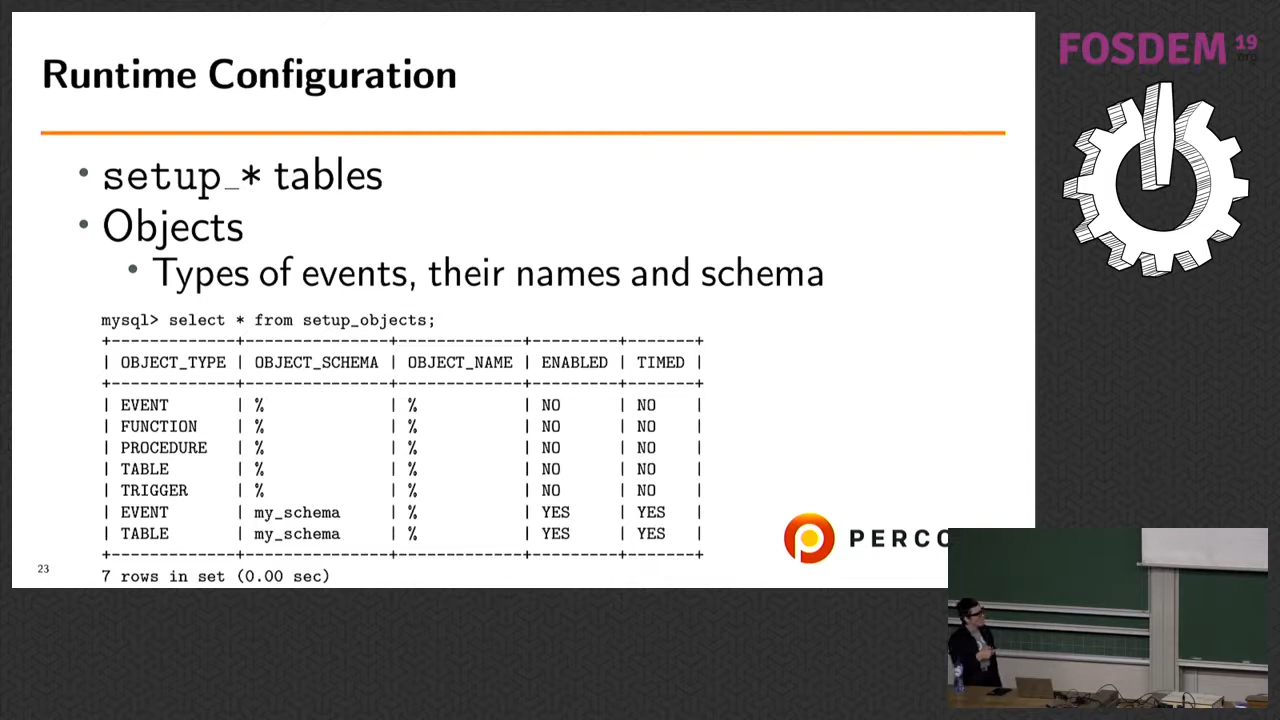 Runtime Configuration
• setup_* tables
• Objects
• Types of events, their names and schema
mysql> select * from setup_objects;
+-------------+---------------+-------------+---------+-------+
| OBJECT_TYPE | OBJECT_SCHEMA | OBJECT_NAME | ENABLED | TIMED |
+-------------+---------------+-------------+---------+-------+
| EVENT | % | % | NO | NO |
| FUNCTION | % | % | NO | NO |
| PROCEDURE | % | % | NO | NO |
| TABLE | % | % | NO | NO |
| TRIGGER | % | % | NO | NO |
| EVENT | my_schema | % | YES | YES |
| TABLE | my_schema | % | YES | YES |
+-------------+---------------+-------------+---------+-------+
7 rows in set (0.00 sec)
23
PERCO
FOSDEM 19
.org